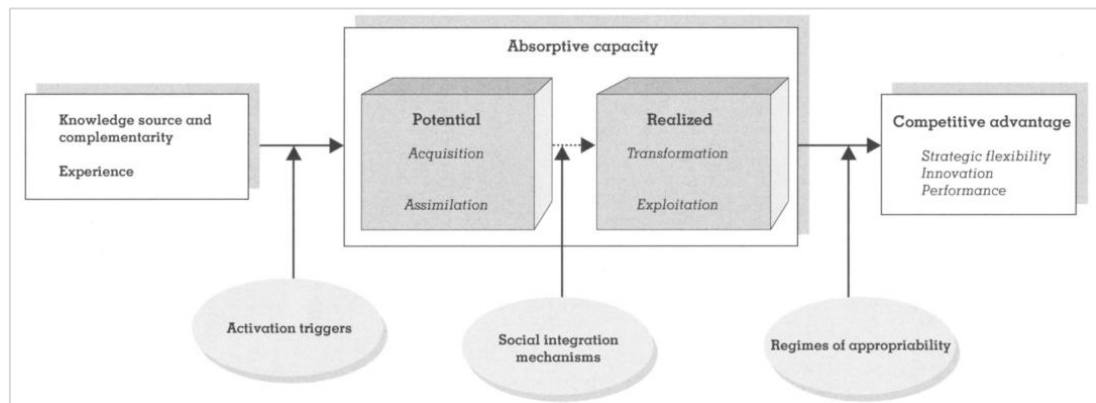 Absorptive capacity
Knowledge source and
complementarity
Experience
Potential
Acquisition
Assimilation
Realized
Transformation
Exploitation
Competitive advantage
Strategic flexibility
Innovation
Performance
Activation triggers
Social integration
mechanisms
Regimes of appropriability